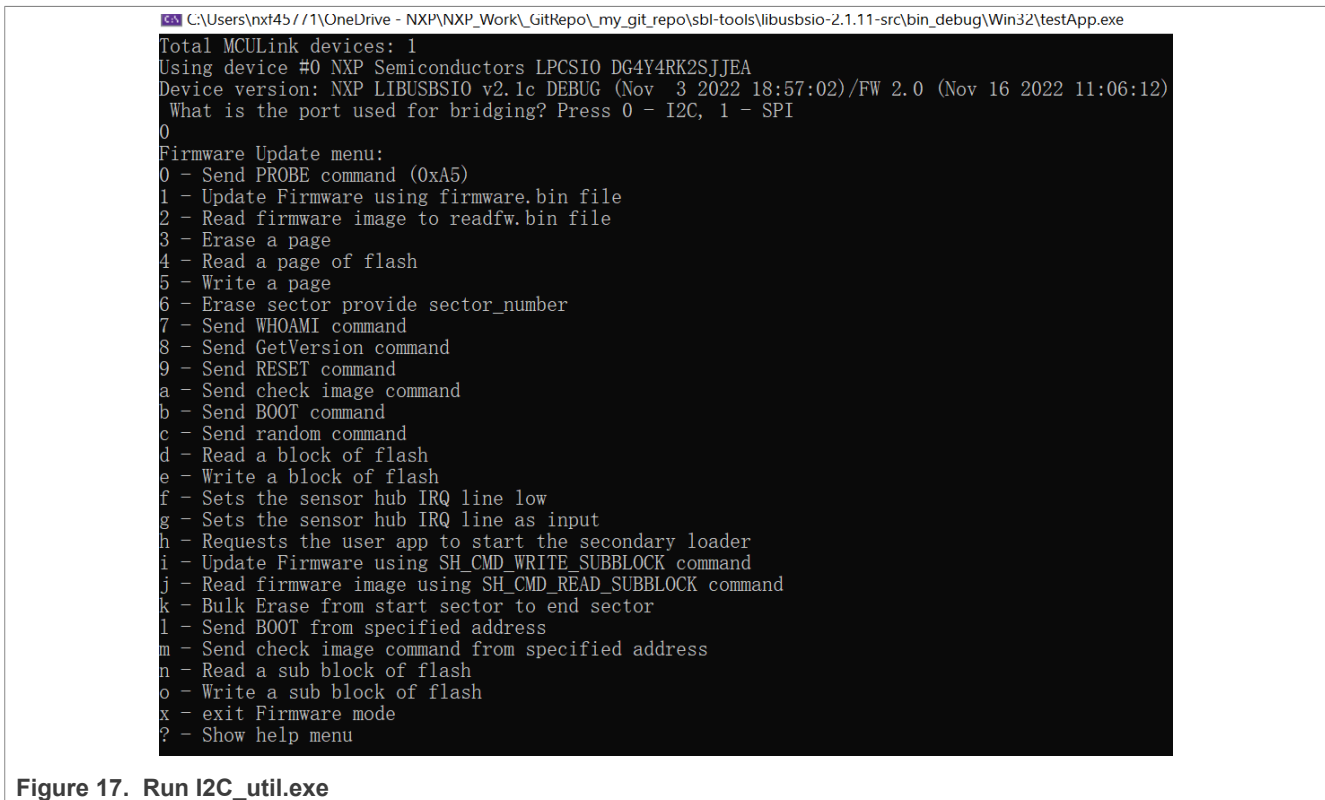 C:\Users\nxf45771\OneDrive - NXP\NXP_Work\_GitRepo\_my_git_repo\sbl-tools\libusbsio-2.1.11-src\bin_debug\Win32\testApp.exe
Total MCULink devices: 1
Using device #0 NXP Semiconductors LPCSIO DG4Y4RK2SJJEA
Device version: NXP LIBUSBSIO v2.1c DEBUG (Nov  3 2022 18:57:02)/FW 2.0 (Nov 16 2022 11:06:12)
 What is the port used for bridging? Press 0 - I2C, 1 - SPI
0
Firmware Update menu:
0 - Send PROBE command (0xA5)
1 - Update Firmware using firmware.bin file
2 - Read firmware image to readfw.bin file
3 - Erase a page
4 - Read a page of flash
5 - Write a page
6 - Erase sector provide sector_number
7 - Send WHOAMI command
8 - Send GetVersion command
9 - Send RESET command
a - Send check image command
b - Send BOOT command
c - Send random command
d - Read a block of flash
e - Write a block of flash
f - Sets the sensor hub IRQ line low
g - Sets the sensor hub IRQ line as input
h - Requests the user app to start the secondary loader
i - Update Firmware using SH_CMD_WRITE_SUBBLOCK command
j - Read firmware image using SH_CMD_READ_SUBBLOCK command
k - Bulk Erase from start sector to end sector
l - Send BOOT from specified address
m - Send check image command from specified address
n - Read a sub block of flash
o - Write a sub block of flash
x - exit Firmware mode
? - Show help menu
Figure 17. Run I2C_util.exe